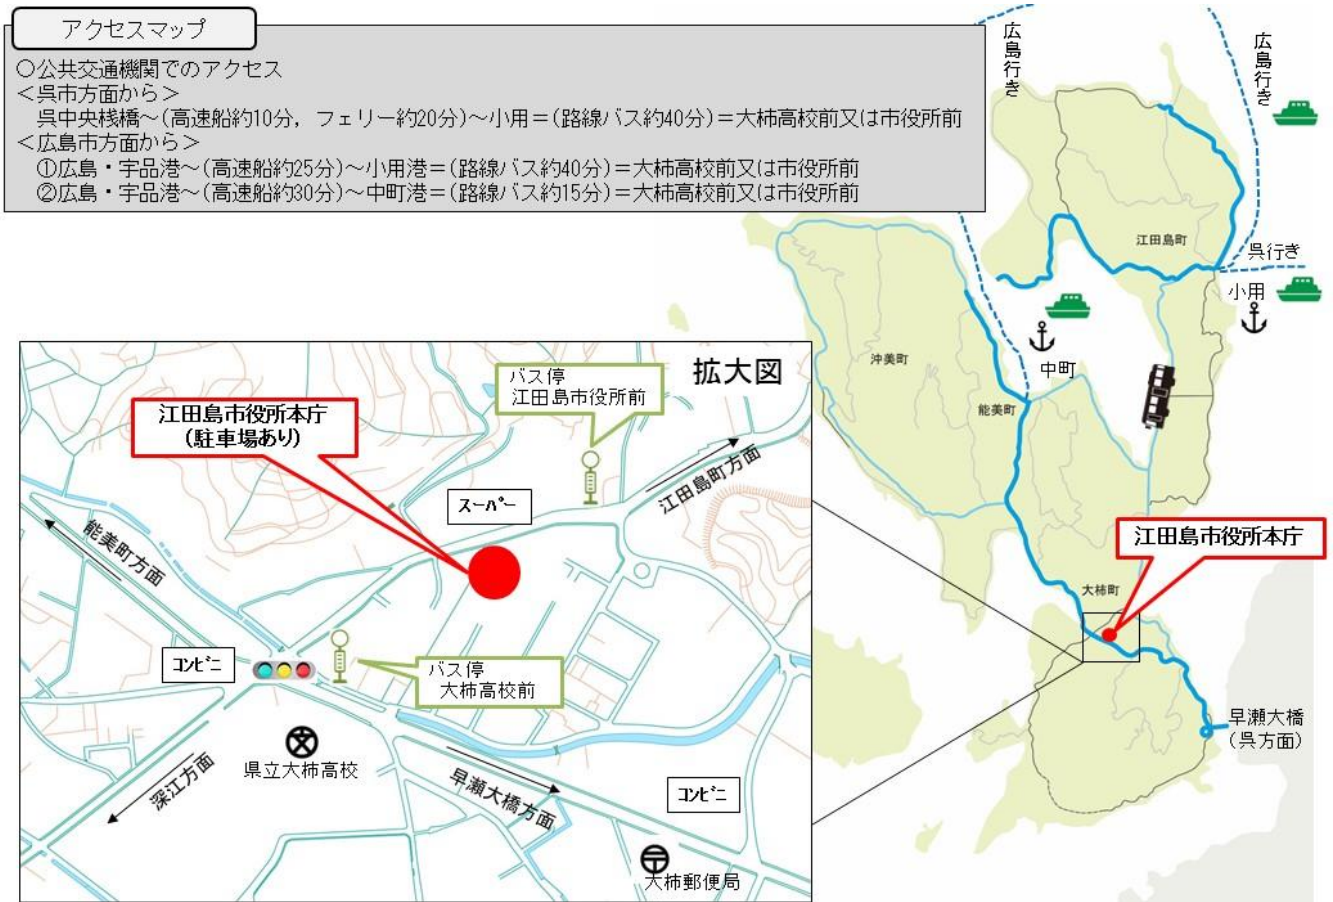 アクセスマップ
○公共交通機関でのアクセス
＜呉市方面から＞
呉中央桟橋～(高速船約10分，フェリー約20分)～小用＝(路線バス約40分)＝大柿高校前又は市役所前
＜広島市方面から＞
①広島・宇品港～(高速船約25分)～小用港＝(路線バス約40分)＝大柿高校前又は市役所前
②広島・宇品港～(高速船約30分)～中町港＝(路線バス約15分)＝大柿高校前又は市役所前
広島行き
広島行き
江田島町
呉行き
小用
中町
沖美町
能美町
大柿町
江田島市役所本庁
早瀬大橋
（呉方面）
拡大図
バス停
江田島市役所前
江田島市役所本庁
(駐車場あり)
スーパー
江田島町方面
能美町方面
コンビニ
バス停
大柿高校前
県立大柿高校
深江方面
早瀬大橋方面
コンビニ
大柿郵便局